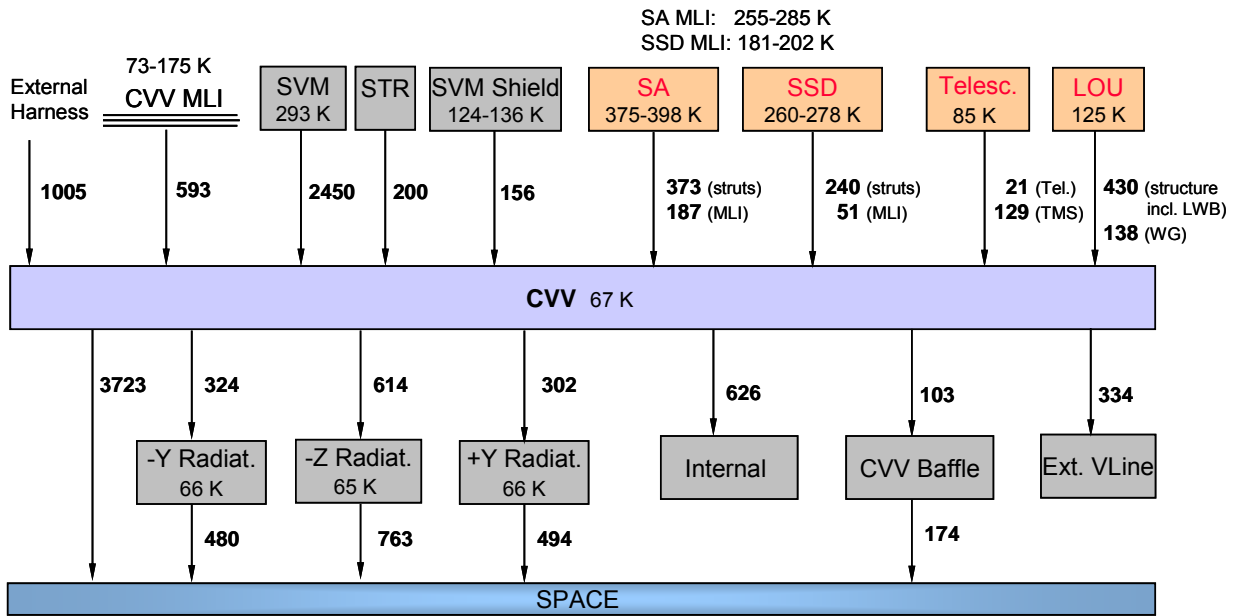 SA MLI: 255-285 K
SSD MLI: 181-202 K
73-175 K
CVV MLI
External
Harness
SVM
293 K
STR
SVM Shield
124-136 K
SA
375-398 K
SSD
260-278 K
Telesc.
85 K
LOU
125 K
1005
593
2450
200
156
373 (struts)
187 (MLI)
240 (struts)
51 (MLI)
21 (Tel.)
129 (TMS)
430 (structure
incl. LWB)
138 (WG)
CVV 67 K
3723
324
614
302
626
103
334
-Y Radiat.
66 K
-Z Radiat.
65 K
+Y Radiat.
66 K
Internal
CVV Baffle
Ext. VLine
480
763
494
174
SPACE